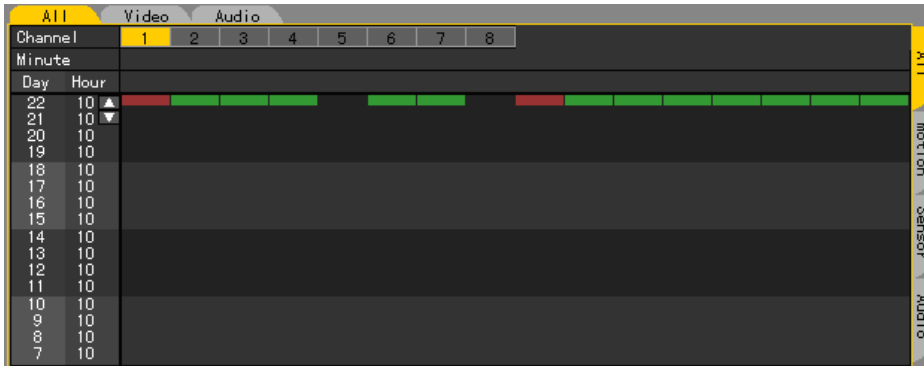 All Video Audio
Channel 1 2 3 4 5 6 7 8
Minute
Day Hour
22 10
21 10
20 10
19 10
18 10
17 10
16 10
15 10
14 10
13 10
12 10
11 10
10 10
9 10
8 10
7 10
All
motion
Sensor
Audio